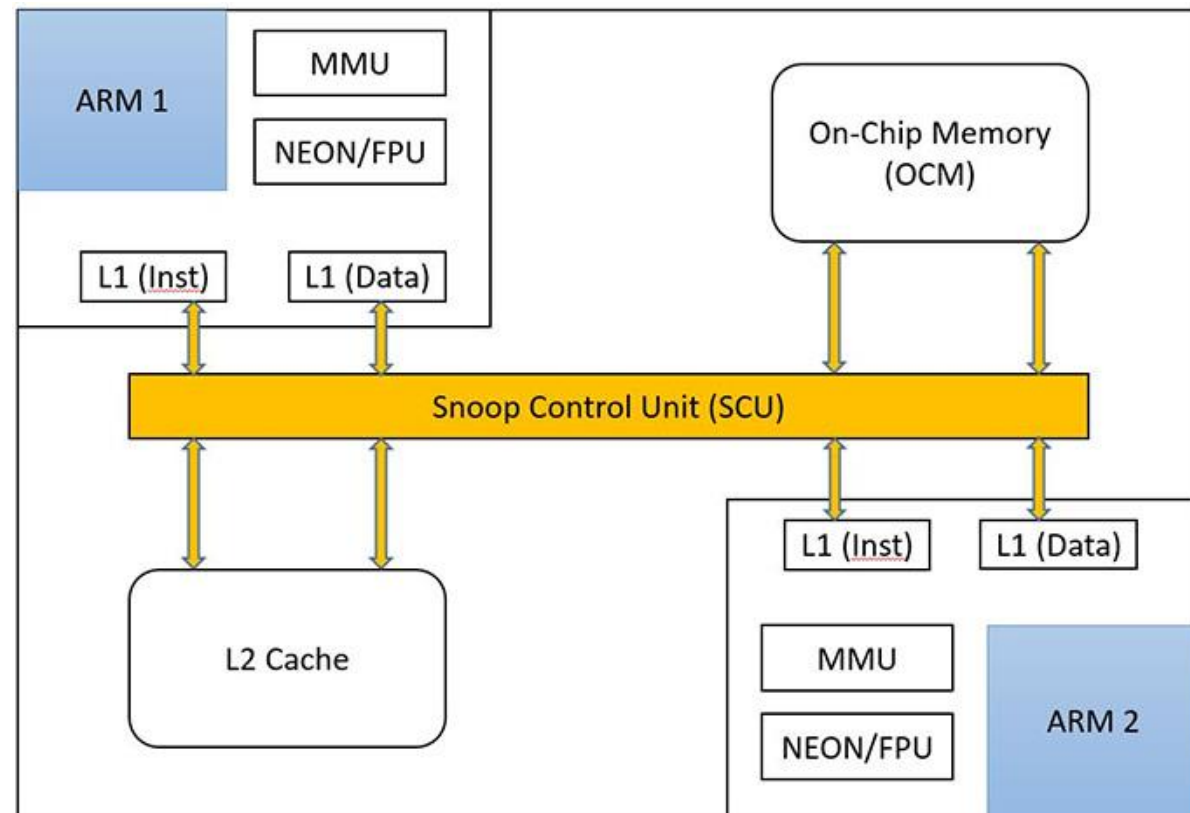 ARM 1
MMU
NEON/FPU
L1 (Inst)
L1 (Data)
On-Chip Memory
(OCM)
Snoop Control Unit (SCU)
L2 Cache
L1 (Inst)
L1 (Data)
MMU
NEON/FPU
ARM 2